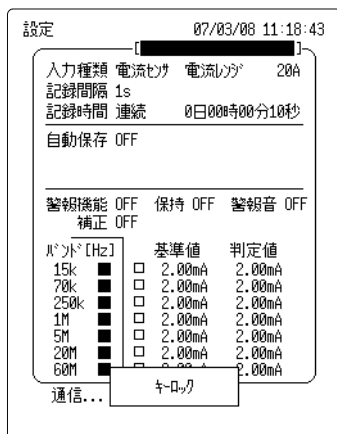 設定 07/03/08 11:18:43
入力種類 電流ｾﾝｻ 電流ﾚﾝｼﾞ 20A
記録間隔 1s
記録時間 連続 0日00時00分10秒
自動保存 OFF
警報機能 OFF 保持 OFF 警報音 OFF
補正 OFF
ﾊﾞﾝﾄﾞ[Hz] 基準値 判定値
15k ■ □ 2.00mA 2.00mA
70k ■ □ 2.00mA 2.00mA
250k ■ □ 2.00mA 2.00mA
1M ■ □ 2.00mA 2.00mA
5M ■ □ 2.00mA 2.00mA
20M ■ □ 2.00mA 2.00mA
60M ■ 2.00mA
通信...
ｷｰﾛｯｸ